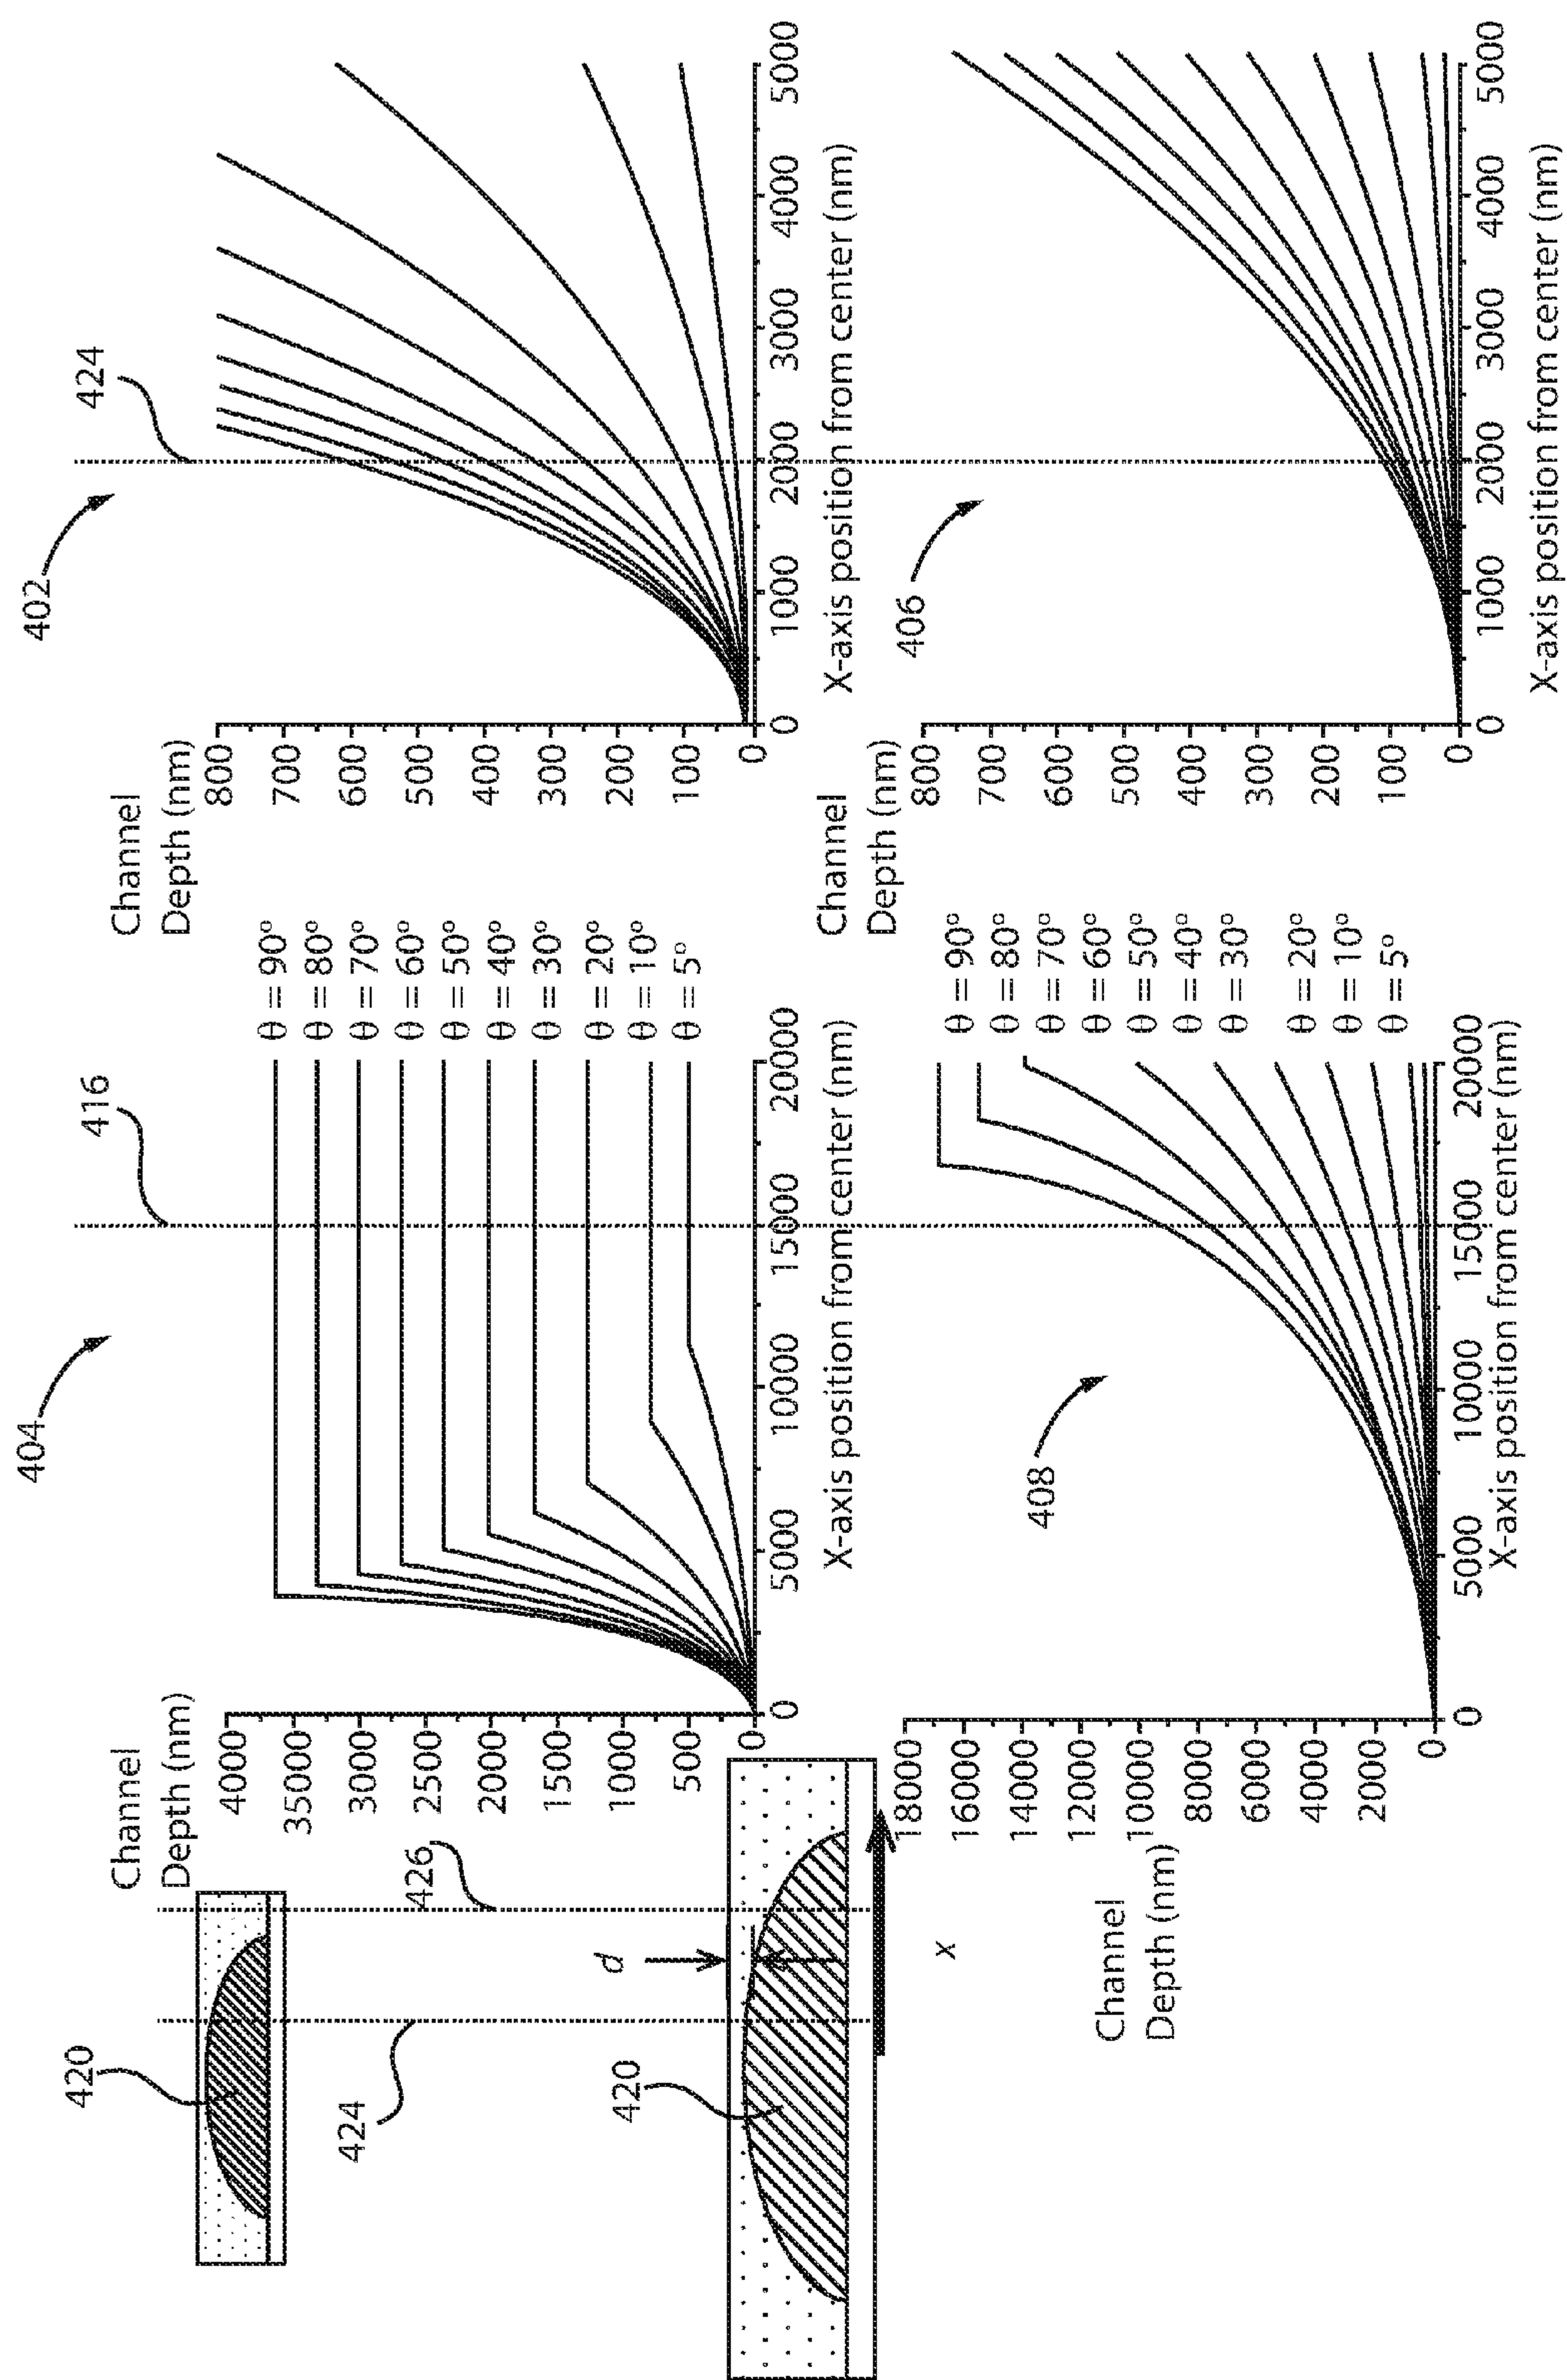 420
424
426
420
d
x
404
416
Channel
Depth (nm)
4000
3500
3000
2500
2000
1500
1000
500
0
θ = 90°
θ = 80°
θ = 70°
θ = 60°
θ = 50°
θ = 40°
θ = 30°
θ = 20°
θ = 10°
θ = 5°
0
5000
10000
15000
20000
X-axis position from center (nm)
402
424
Channel
Depth (nm)
800
700
600
500
400
300
200
100
0
0
1000
2000
3000
4000
5000
X-axis position from center (nm)
408
Channel
Depth (nm)
18000
16000
14000
12000
10000
8000
6000
4000
2000
0
θ = 90°
θ = 80°
θ = 70°
θ = 60°
θ = 50°
θ = 40°
θ = 30°
θ = 20°
θ = 10°
θ = 5°
0
5000
10000
15000
20000
X-axis position from center (nm)
406
Channel
Depth (nm)
800
700
600
500
400
300
200
100
0
0
1000
2000
3000
4000
5000
X-axis position from center (nm)